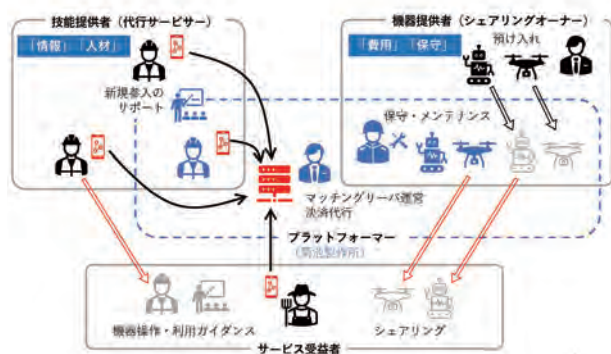 技能提供者（代行サービサー）
「情報」「人材」
新規参入の
サポート
機器提供者（シェアリングオーナー）
「費用」「保守」
預け入れ
保守・メンテナンス
マッチングサーバ運営
決済代行
プラットフォーマー
（菊池製作所）
機器操作・利用ガイダンス
シェアリング
サービス受益者